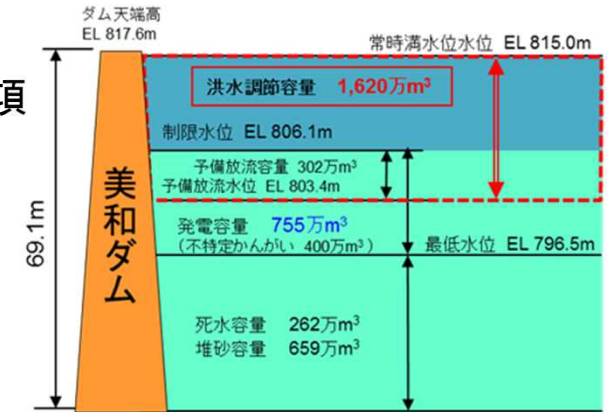 ダム天端高
EL 817.6m
常時満水位水位 EL 815.0m
項
洪水調節容量 1,620万m³
制限水位 EL 806.1m
予備放流容量 302万m³
予備放流水位 EL 803.4m
美和ダム
69.1m
発電容量 755万m³
(不特定かんがい 400万m³)
最低水位 EL 796.5m
死水容量 262万m³
堆砂容量 659万m³